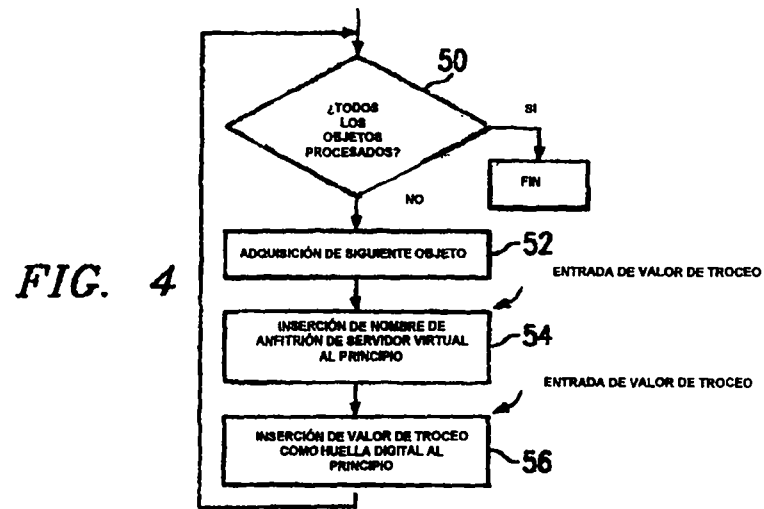 50
¿TODOS
LOS
OBJETOS
PROCESADOS?
SI
FIN
NO
ADQUISICIÓN DE SIGUIENTE OBJETO
52
FIG. 4
ENTRADA DE VALOR DE TROCEO
INSERCIÓN DE NOMBRE DE
ANFITRIÓN DE SERVIDOR VIRTUAL
AL PRINCIPIO
54
ENTRADA DE VALOR DE TROCEO
INSERCIÓN DE VALOR DE TROCEO
COMO HUELLA DIGITAL AL
PRINCIPIO
56